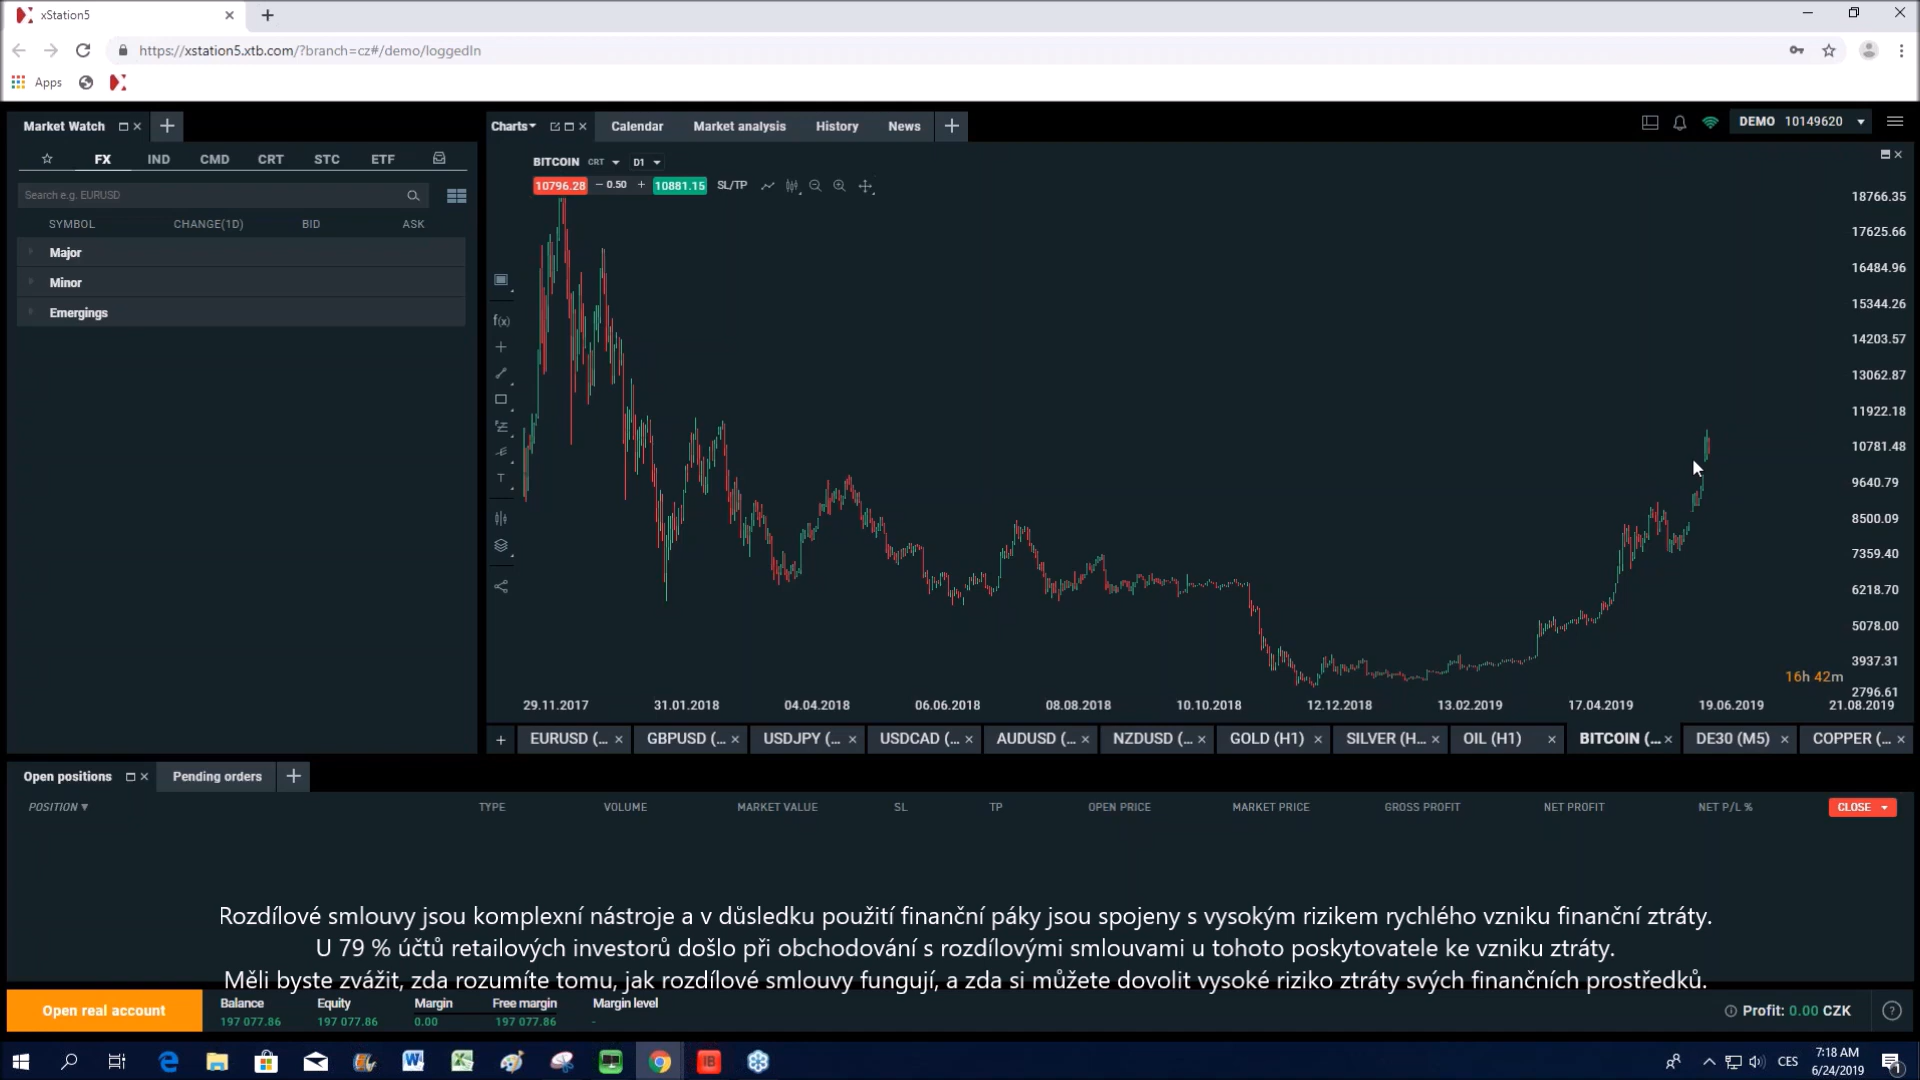 xStation5
https://xstation5.xtb.com/?branch=cz#/demo/loggedIn
Apps
Market Watch
Charts Calendar Market analysis History News
DEMO 10149620
FX IND CMD CRT STC ETF
BITCOIN CRT D1
Search e.g. EURUSD
10796.28 − 0.50 + 10881.15 SL/TP
SYMBOL CHANGE(1D) BID ASK
Major
Minor
Emergings
f(x)
T
18766.35
17625.66
16484.96
15344.26
14203.57
13062.87
11922.18
10781.48
9640.79
8500.09
7359.40
6218.70
5078.00
3937.31
16h 42m
2796.61
29.11.2017 31.01.2018 04.04.2018 06.06.2018 08.08.2018 10.10.2018 12.12.2018 13.02.2019 17.04.2019 19.06.2019 21.08.2019
EURUSD (... GBPUSD (... USDJPY (... USDCAD (... AUDUSD (... NZDUSD (... GOLD (H1) SILVER (H... OIL (H1) BITCOIN (... DE30 (M5) COPPER (...
Open positions Pending orders
POSITION TYPE VOLUME MARKET VALUE SL TP OPEN PRICE MARKET PRICE GROSS PROFIT NET PROFIT NET P/L % CLOSE
Rozdílové smlouvy jsou komplexní nástroje a v důsledku použití finanční páky jsou spojeny s vysokým rizikem rychlého vzniku finanční ztráty.
U 79 % účtů retailových investorů došlo při obchodování s rozdílovými smlouvami u tohoto poskytovatele ke vzniku ztráty.
Měli byste zvážit, zda rozumíte tomu, jak rozdílové smlouvy fungují, a zda si můžete dovolit vysoké riziko ztráty svých finančních prostředků.
Open real account
Balance Equity Margin Free margin Margin level
197 077.86 197 077.86 0.00 197 077.86 -
Profit: 0.00 CZK
IB
CES
7:18 AM
6/24/2019
1